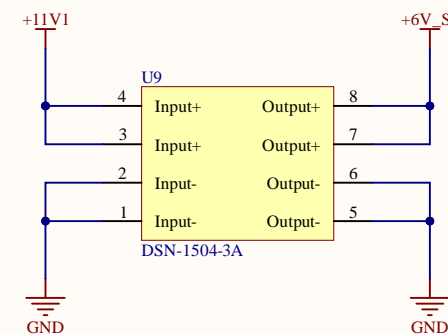 +11V1 +6V_S
U9
4 Input+ Output+ 8
3 Input+ Output+ 7
2 Input- Output- 6
1 Input- Output- 5
DSN-1504-3A
GND GND